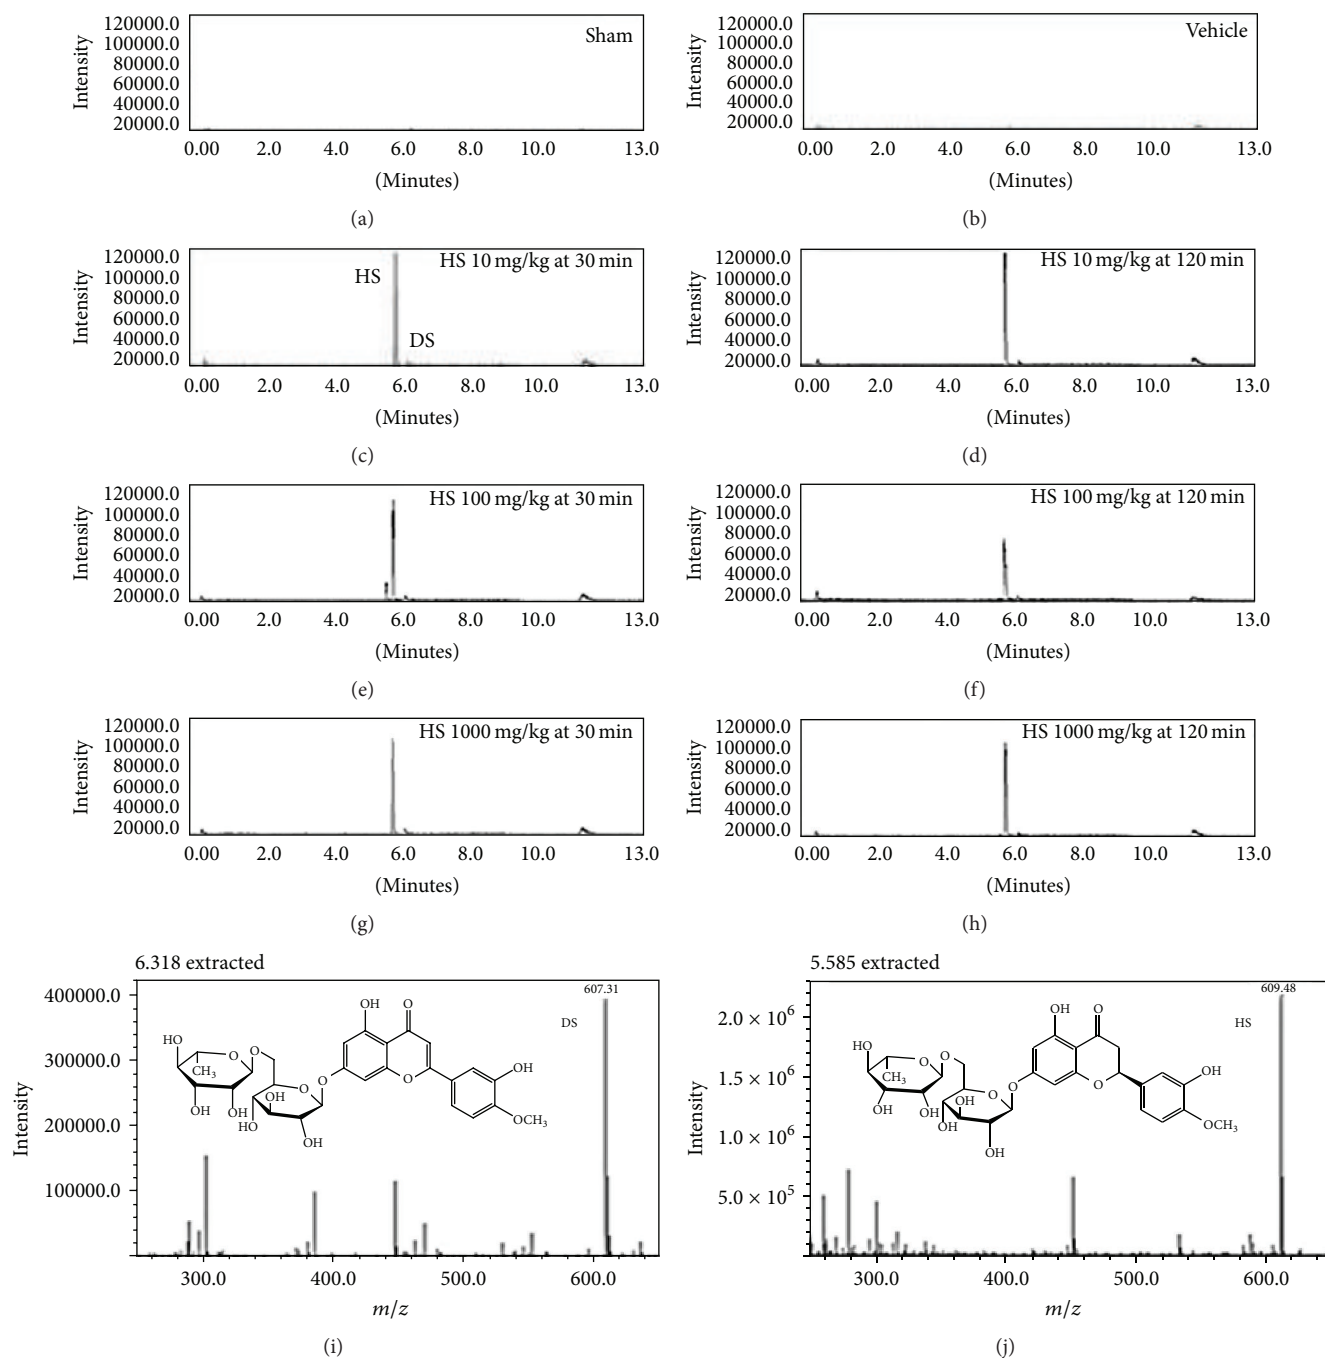 120000.0
100000.0
80000.0
60000.0
40000.0
20000.0
Intensity
Sham
0.00 2.0 4.0 6.0 8.0 10.0 13.0
(Minutes)
(a)
120000.0
100000.0
80000.0
60000.0
40000.0
20000.0
Intensity
Vehicle
0.00 2.0 4.0 6.0 8.0 10.0 13.0
(Minutes)
(b)
120000.0
100000.0
80000.0
60000.0
40000.0
20000.0
Intensity
HS 10 mg/kg at 30 min
HS
DS
0.00 2.0 4.0 6.0 8.0 10.0 13.0
(Minutes)
(c)
120000.0
100000.0
80000.0
60000.0
40000.0
20000.0
Intensity
HS 10 mg/kg at 120 min
0.00 2.0 4.0 6.0 8.0 10.0 13.0
(Minutes)
(d)
120000.0
100000.0
80000.0
60000.0
40000.0
20000.0
Intensity
HS 100 mg/kg at 30 min
0.00 2.0 4.0 6.0 8.0 10.0 13.0
(Minutes)
(e)
120000.0
100000.0
80000.0
60000.0
40000.0
20000.0
Intensity
HS 100 mg/kg at 120 min
0.00 2.0 4.0 6.0 8.0 10.0 13.0
(Minutes)
(f)
120000.0
100000.0
80000.0
60000.0
40000.0
20000.0
Intensity
HS 1000 mg/kg at 30 min
0.00 2.0 4.0 6.0 8.0 10.0 13.0
(Minutes)
(g)
120000.0
100000.0
80000.0
60000.0
40000.0
20000.0
Intensity
HS 1000 mg/kg at 120 min
0.00 2.0 4.0 6.0 8.0 10.0 13.0
(Minutes)
(h)
6.318 extracted
400000.0
300000.0
200000.0
100000.0
Intensity
607.31
DS
OH O
HO O O
CH₃ O O O OH
OH OH HO OH OH OCH₃
300.0 400.0 500.0 600.0
m/z
(i)
5.585 extracted
2.0 × 10⁶
1.5 × 10⁶
1.0 × 10⁶
5.0 × 10⁵
Intensity
609.48
HS
OH O
HO O O
CH₃ O O O OH
OH OH OH OH OH OCH₃
300.0 400.0 500.0 600.0
m/z
(j)